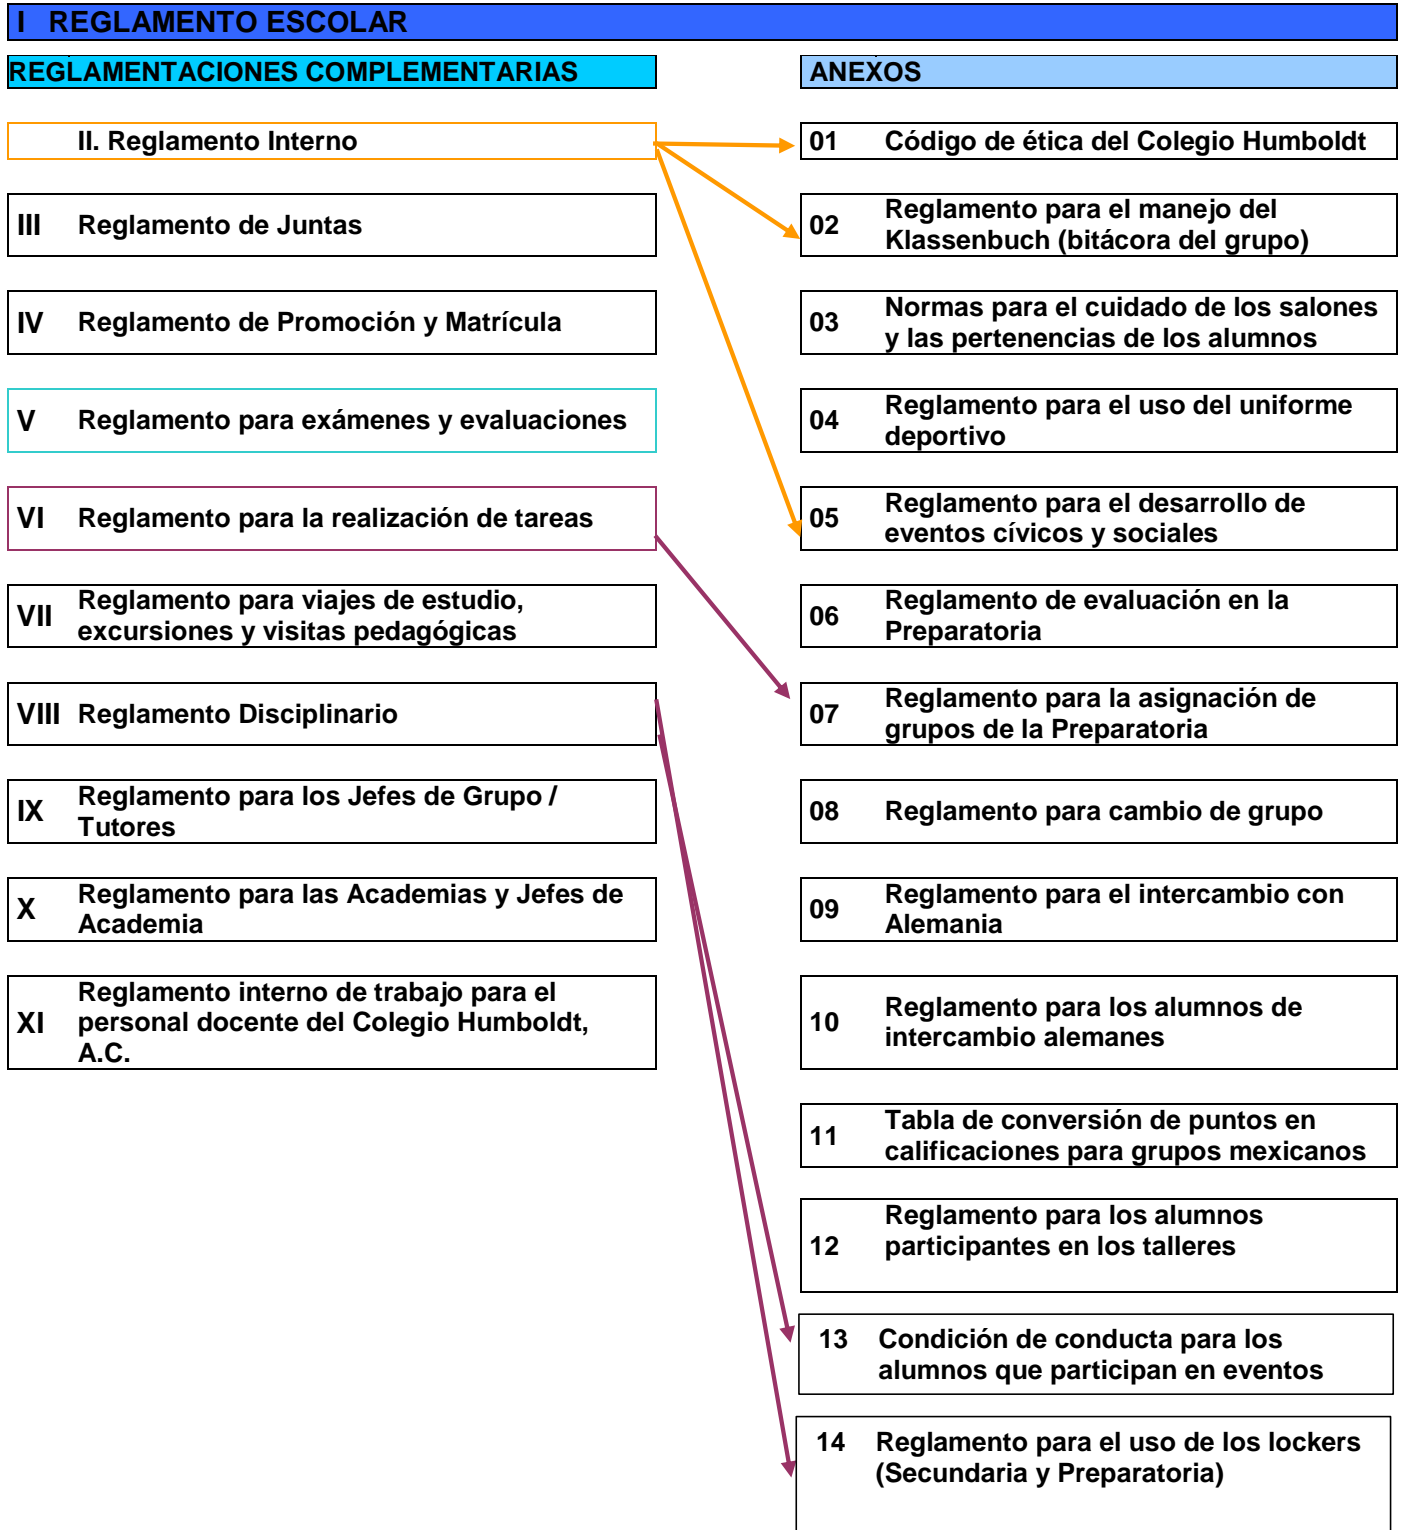 I REGLAMENTO ESCOLAR
REGLAMENTACIONES COMPLEMENTARIAS
ANEXOS
II. Reglamento Interno
III Reglamento de Juntas
IV Reglamento de Promoción y Matrícula
V Reglamento para exámenes y evaluaciones
VI Reglamento para la realización de tareas
VII Reglamento para viajes de estudio,
excursiones y visitas pedagógicas
VIII Reglamento Disciplinario
IX Reglamento para los Jefes de Grupo /
Tutores
X Reglamento para las Academias y Jefes de
Academia
XI Reglamento interno de trabajo para el
personal docente del Colegio Humboldt,
A.C.
01 Código de ética del Colegio Humboldt
02 Reglamento para el manejo del
Klassenbuch (bitácora del grupo)
03 Normas para el cuidado de los salones
y las pertenencias de los alumnos
04 Reglamento para el uso del uniforme
deportivo
05 Reglamento para el desarrollo de
eventos cívicos y sociales
06 Reglamento de evaluación en la
Preparatoria
07 Reglamento para la asignación de
grupos de la Preparatoria
08 Reglamento para cambio de grupo
09 Reglamento para el intercambio con
Alemania
10 Reglamento para los alumnos de
intercambio alemanes
11 Tabla de conversión de puntos en
calificaciones para grupos mexicanos
12 Reglamento para los alumnos
participantes en los talleres
13 Condición de conducta para los
alumnos que participan en eventos
14 Reglamento para el uso de los lockers
(Secundaria y Preparatoria)